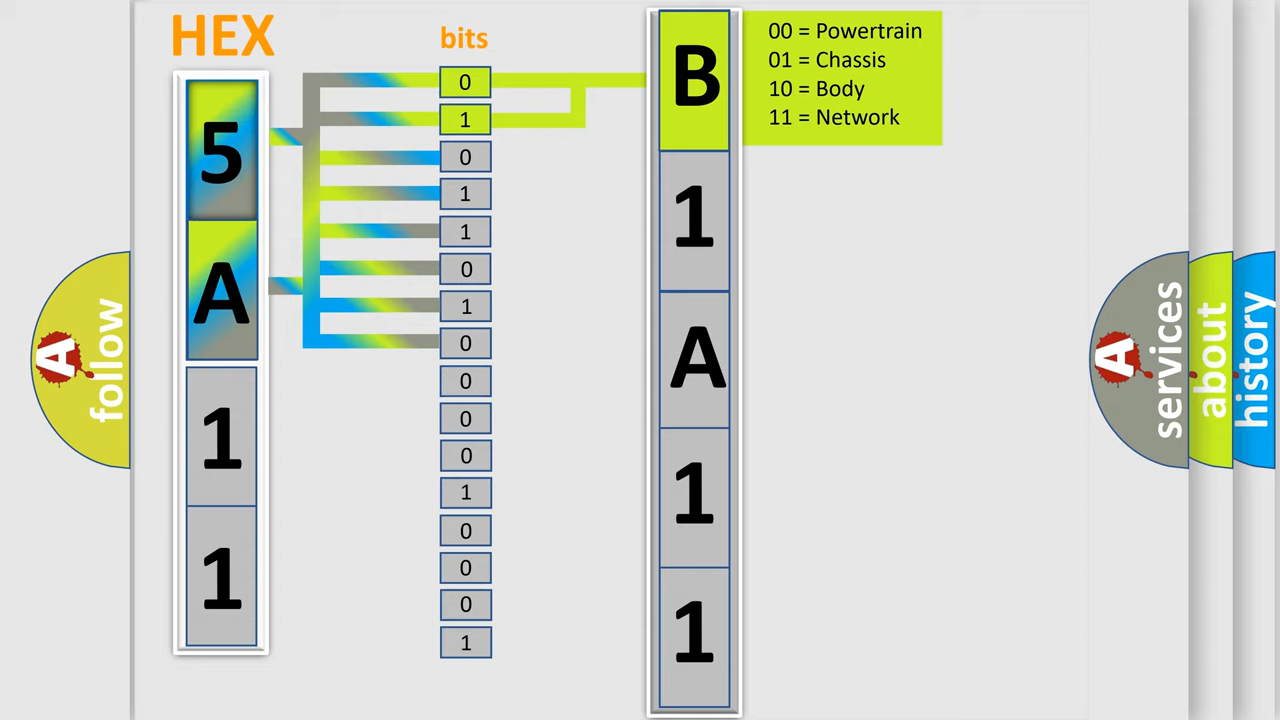 HEX
bits
5
A
1
1
0
1
0
1
1
0
1
0
0
0
0
1
0
0
0
1
B
1
A
1
1
00 = Powertrain
01 = Chassis
10 = Body
11 = Network
A
follow
A
services
about
history